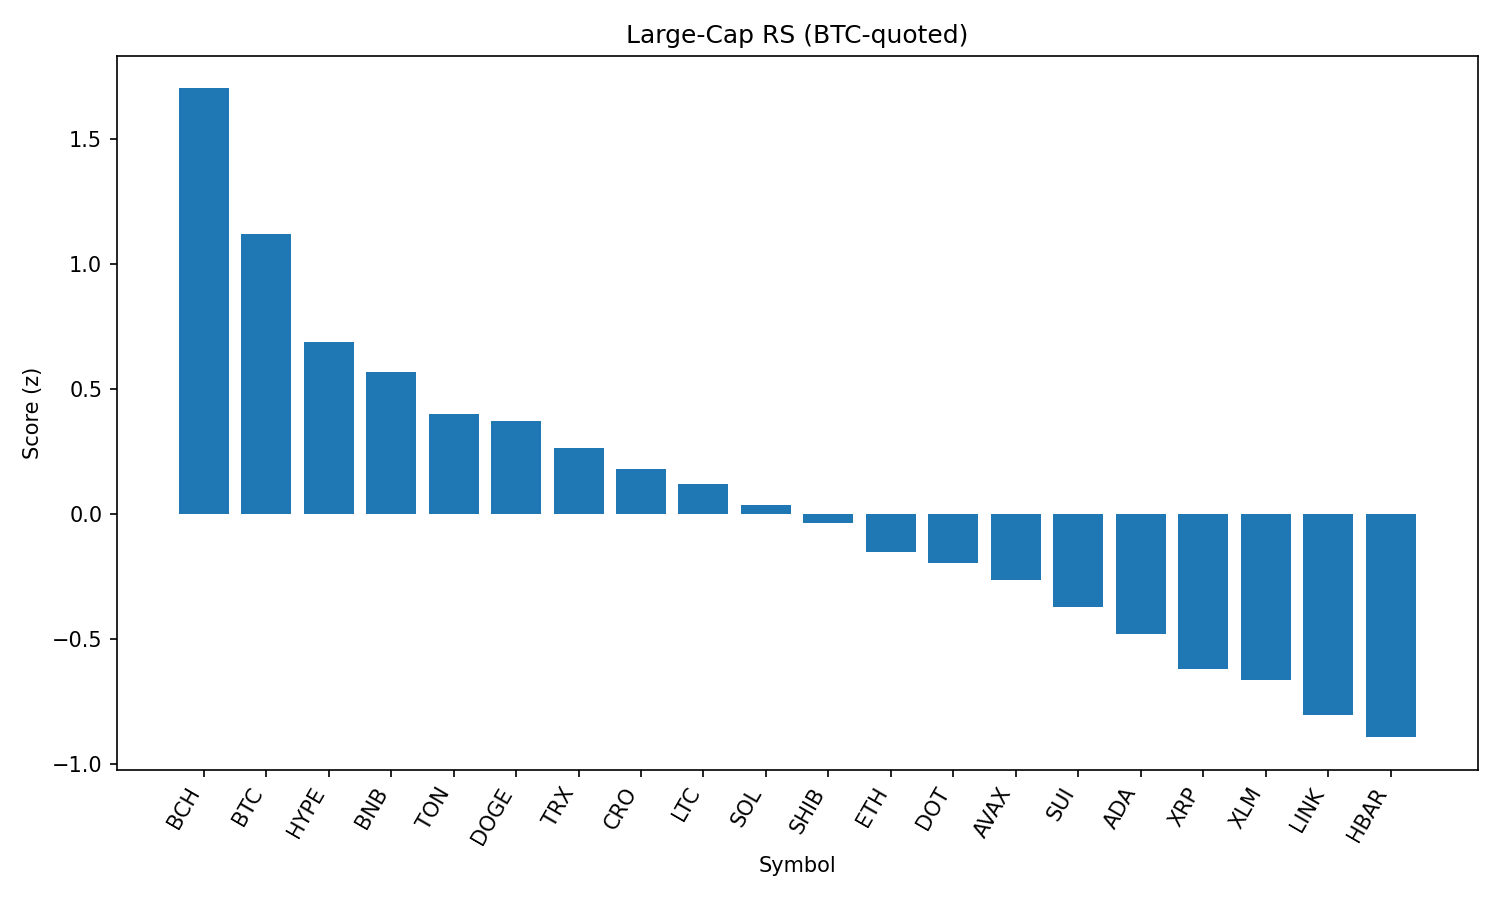 Large-Cap RS (BTC-quoted)
Score (z)
1.5
1.0
0.5
0.0
−0.5
−1.0
BCH
BTC
HYPE
BNB
TON
DOGE
TRX
CRO
LTC
SOL
SHIB
ETH
DOT
AVAX
SUI
ADA
XRP
XLM
LINK
HBAR
Symbol